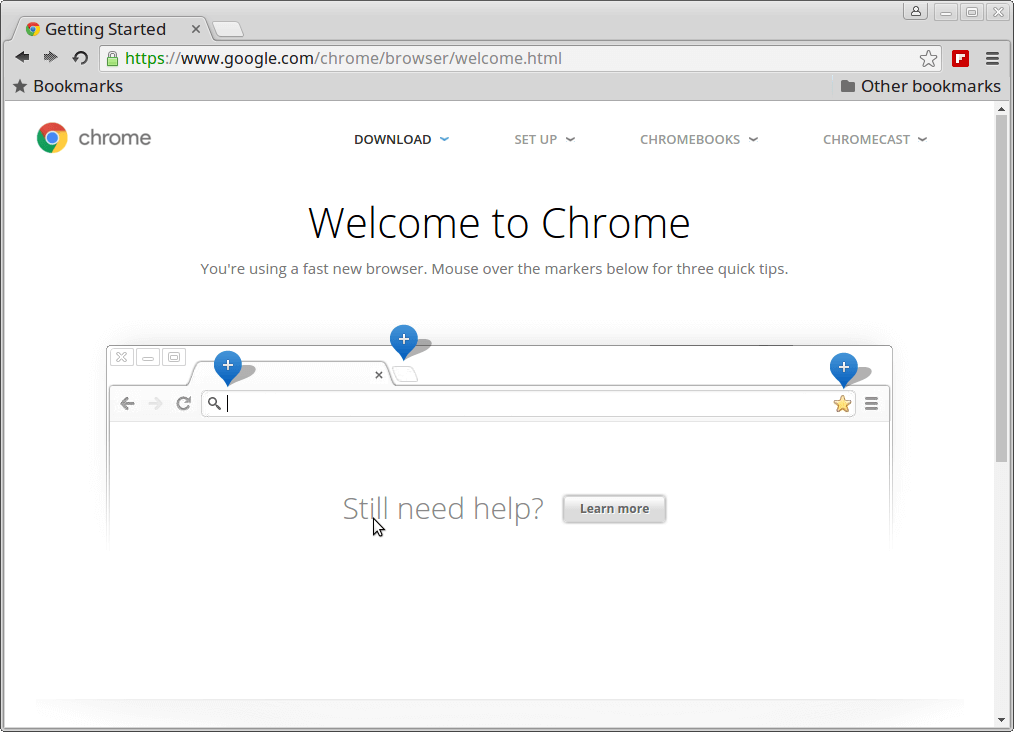 Getting Started
https://www.google.com/chrome/browser/welcome.html
Bookmarks
Other bookmarks
chrome
DOWNLOAD
SET UP
CHROMEBOOKS
CHROMECAST
Welcome to Chrome
You're using a fast new browser. Mouse over the markers below for three quick tips.
Still need help?
Learn more